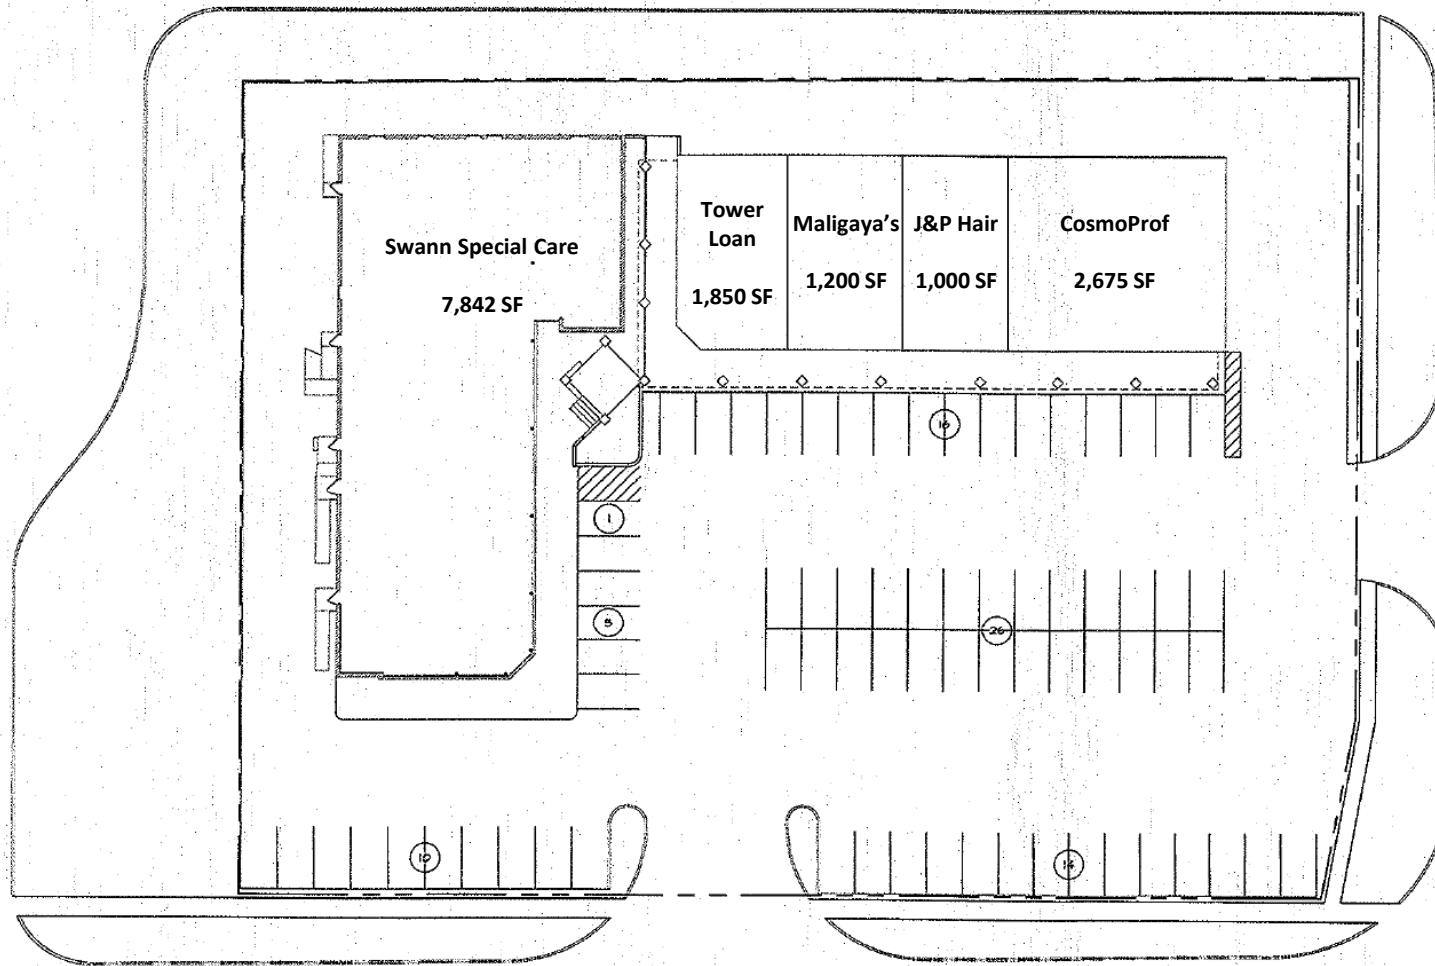 Swann Special Care
7,842 SF
Tower
Loan
1,850 SF
Maligaya's
1,200 SF
J&P Hair
1,000 SF
CosmoProf
2,675 SF
16
1
5
26
10
14